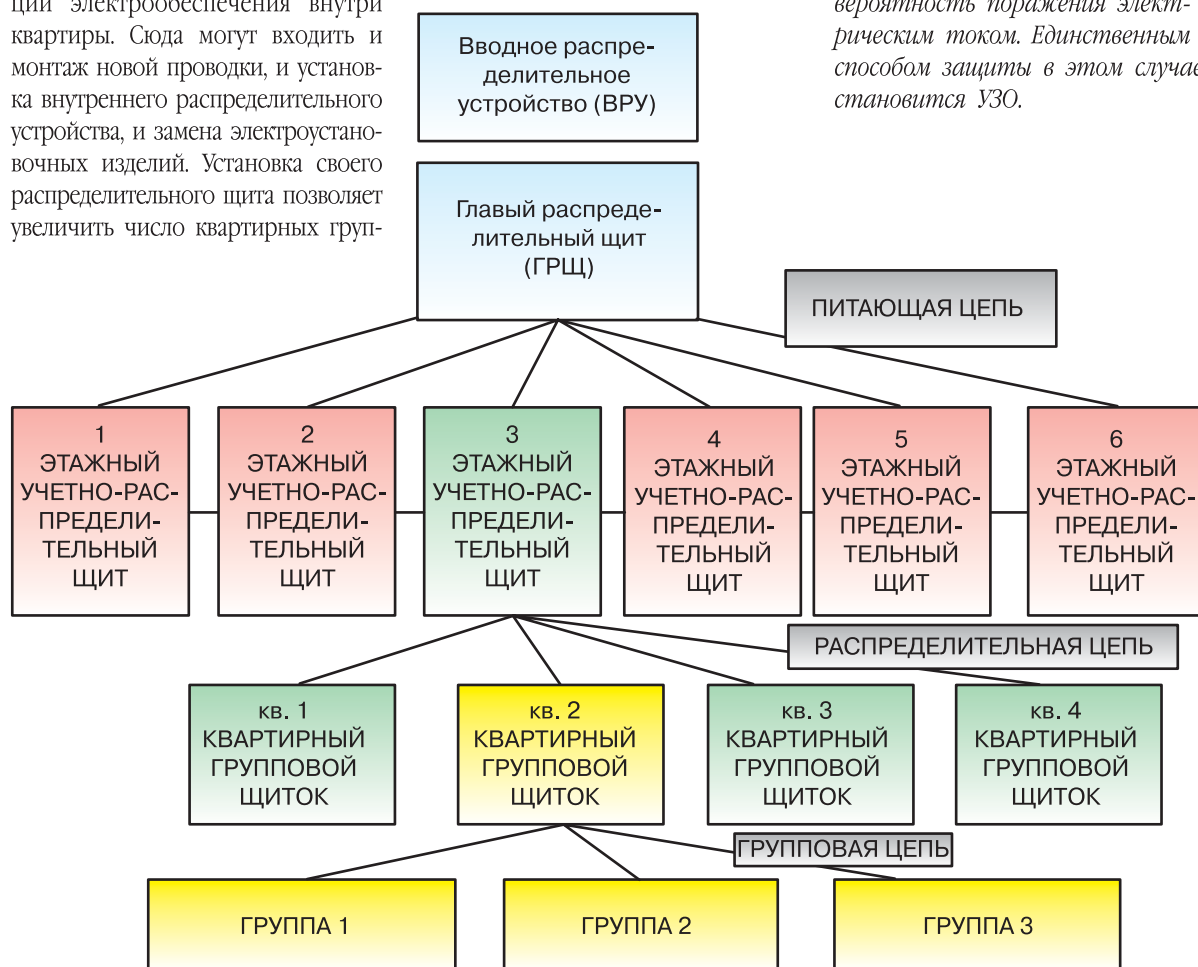 ции электрообеспечения внутри
квартиры. Сюда могут входить и
монтаж новой проводки, и установ-
ка внутреннего распределительного
устройства, и замена электроустано-
вочных изделий. Установка своего
распределительного щита позволяет
увеличить число квартирных груп-
вероятность поражения элект-
рическим током. Единственным
способом защиты в этом случае
становится УЗО.
Вводное распре-
делительное
устройство (ВРУ)
Главый распреде-
лительный щит
(ГРЩ)
ПИТАЮЩАЯ ЦЕПЬ
1
ЭТАЖНЫЙ
УЧЕТНО-РАС-
ПРЕДЕЛИ-
ТЕЛЬНЫЙ
ЩИТ
2
ЭТАЖНЫЙ
УЧЕТНО-РАС-
ПРЕДЕЛИ-
ТЕЛЬНЫЙ
ЩИТ
3
ЭТАЖНЫЙ
УЧЕТНО-РАС-
ПРЕДЕЛИ-
ТЕЛЬНЫЙ
ЩИТ
4
ЭТАЖНЫЙ
УЧЕТНО-РАС-
ПРЕДЕЛИ-
ТЕЛЬНЫЙ
ЩИТ
5
ЭТАЖНЫЙ
УЧЕТНО-РАС-
ПРЕДЕЛИ-
ТЕЛЬНЫЙ
ЩИТ
6
ЭТАЖНЫЙ
УЧЕТНО-РАС-
ПРЕДЕЛИ-
ТЕЛЬНЫЙ
ЩИТ
РАСПРЕДЕЛИТЕЛЬНАЯ ЦЕПЬ
кв. 1
КВАРТИРНЫЙ
ГРУППОВОЙ
ЩИТОК
кв. 2
КВАРТИРНЫЙ
ГРУППОВОЙ
ЩИТОК
кв. 3
КВАРТИРНЫЙ
ГРУППОВОЙ
ЩИТОК
кв. 4
КВАРТИРНЫЙ
ГРУППОВОЙ
ЩИТОК
ГРУППОВАЯ ЦЕПЬ
ГРУППА 1
ГРУППА 2
ГРУППА 3